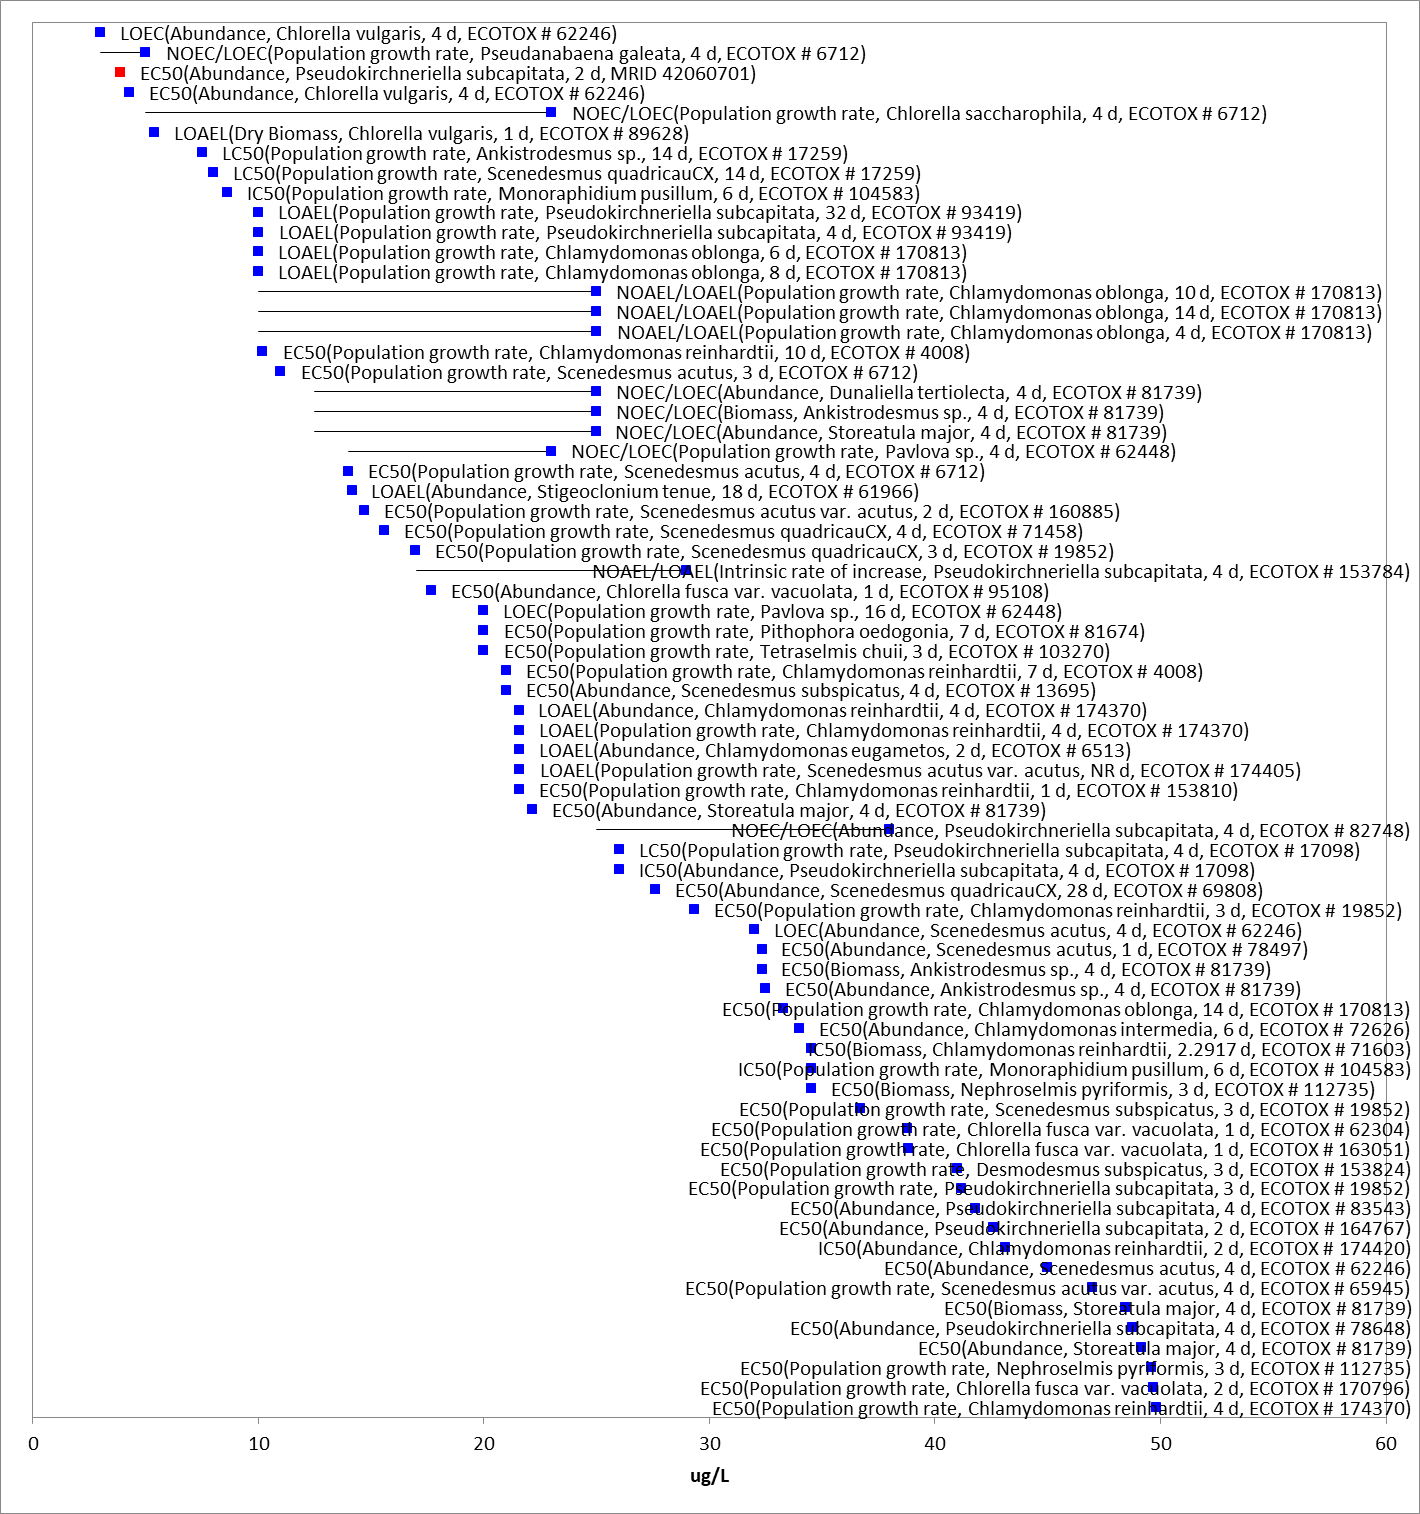 LOEC(Abundance, Chlorella vulgaris, 4 d, ECOTOX # 62246)
NOEC/LOEC(Population growth rate, Pseudanabaena galeata, 4 d, ECOTOX # 6712)
EC50(Abundance, Pseudokirchneriella subcapitata, 2 d, MRID 42060701)
EC50(Abundance, Chlorella vulgaris, 4 d, ECOTOX # 62246)
NOEC/LOEC(Population growth rate, Chlorella saccharophila, 4 d, ECOTOX # 6712)
LOAEL(Dry Biomass, Chlorella vulgaris, 1 d, ECOTOX # 89628)
LC50(Population growth rate, Ankistrodesmus sp., 14 d, ECOTOX # 17259)
LC50(Population growth rate, Scenedesmus quadricauCX, 14 d, ECOTOX # 17259)
IC50(Population growth rate, Monoraphidium pusillum, 6 d, ECOTOX # 104583)
LOAEL(Population growth rate, Pseudokirchneriella subcapitata, 32 d, ECOTOX # 93419)
LOAEL(Population growth rate, Pseudokirchneriella subcapitata, 4 d, ECOTOX # 93419)
LOAEL(Population growth rate, Chlamydomonas oblonga, 6 d, ECOTOX # 170813)
LOAEL(Population growth rate, Chlamydomonas oblonga, 8 d, ECOTOX # 170813)
NOAEL/LOAEL(Population growth rate, Chlamydomonas oblonga, 10 d, ECOTOX # 170813)
NOAEL/LOAEL(Population growth rate, Chlamydomonas oblonga, 14 d, ECOTOX # 170813)
NOAEL/LOAEL(Population growth rate, Chlamydomonas oblonga, 4 d, ECOTOX # 170813)
EC50(Population growth rate, Chlamydomonas reinhardtii, 10 d, ECOTOX # 4008)
EC50(Population growth rate, Scenedesmus acutus, 3 d, ECOTOX # 6712)
NOEC/LOEC(Abundance, Dunaliella tertiolecta, 4 d, ECOTOX # 81739)
NOEC/LOEC(Biomass, Ankistrodesmus sp., 4 d, ECOTOX # 81739)
NOEC/LOEC(Abundance, Storeatula major, 4 d, ECOTOX # 81739)
NOEC/LOEC(Population growth rate, Pavlova sp., 4 d, ECOTOX # 62448)
EC50(Population growth rate, Scenedesmus acutus, 4 d, ECOTOX # 6712)
LOAEL(Abundance, Stigeoclonium tenue, 18 d, ECOTOX # 61966)
EC50(Population growth rate, Scenedesmus acutus var. acutus, 2 d, ECOTOX # 160885)
EC50(Population growth rate, Scenedesmus quadricauCX, 4 d, ECOTOX # 71458)
EC50(Population growth rate, Scenedesmus quadricauCX, 3 d, ECOTOX # 19852)
NOAEL/LOAEL(Intrinsic rate of increase, Pseudokirchneriella subcapitata, 4 d, ECOTOX # 153784)
EC50(Abundance, Chlorella fusca var. vacuolata, 1 d, ECOTOX # 95108)
LOEC(Population growth rate, Pavlova sp., 16 d, ECOTOX # 62448)
EC50(Population growth rate, Pithophora oedogonia, 7 d, ECOTOX # 81674)
EC50(Population growth rate, Tetraselmis chuii, 3 d, ECOTOX # 103270)
EC50(Population growth rate, Chlamydomonas reinhardtii, 7 d, ECOTOX # 4008)
EC50(Abundance, Scenedesmus subspicatus, 4 d, ECOTOX # 13695)
LOAEL(Abundance, Chlamydomonas reinhardtii, 4 d, ECOTOX # 174370)
LOAEL(Population growth rate, Chlamydomonas reinhardtii, 4 d, ECOTOX # 174370)
LOAEL(Abundance, Chlamydomonas eugametos, 2 d, ECOTOX # 6513)
LOAEL(Population growth rate, Scenedesmus acutus var. acutus, NR d, ECOTOX # 174405)
EC50(Population growth rate, Chlamydomonas reinhardtii, 1 d, ECOTOX # 153810)
EC50(Abundance, Storeatula major, 4 d, ECOTOX # 81739)
NOEC/LOEC(Abundance, Pseudokirchneriella subcapitata, 4 d, ECOTOX # 82748)
LC50(Population growth rate, Pseudokirchneriella subcapitata, 4 d, ECOTOX # 17098)
IC50(Abundance, Pseudokirchneriella subcapitata, 4 d, ECOTOX # 17098)
EC50(Abundance, Scenedesmus quadricauCX, 28 d, ECOTOX # 69808)
EC50(Population growth rate, Chlamydomonas reinhardtii, 3 d, ECOTOX # 19852)
LOEC(Abundance, Scenedesmus acutus, 4 d, ECOTOX # 62246)
EC50(Abundance, Scenedesmus acutus, 1 d, ECOTOX # 78497)
EC50(Biomass, Ankistrodesmus sp., 4 d, ECOTOX # 81739)
EC50(Abundance, Ankistrodesmus sp., 4 d, ECOTOX # 81739)
EC50(Population growth rate, Chlamydomonas oblonga, 14 d, ECOTOX # 170813)
EC50(Abundance, Chlamydomonas intermedia, 6 d, ECOTOX # 72626)
IC50(Biomass, Chlamydomonas reinhardtii, 2.2917 d, ECOTOX # 71603)
IC50(Population growth rate, Monoraphidium pusillum, 6 d, ECOTOX # 104583)
EC50(Biomass, Nephroselmis pyriformis, 3 d, ECOTOX # 112735)
EC50(Population growth rate, Scenedesmus subspicatus, 3 d, ECOTOX # 19852)
EC50(Population growth rate, Chlorella fusca var. vacuolata, 1 d, ECOTOX # 62304)
EC50(Population growth rate, Chlorella fusca var. vacuolata, 1 d, ECOTOX # 163051)
EC50(Population growth rate, Desmodesmus subspicatus, 3 d, ECOTOX # 153824)
EC50(Population growth rate, Pseudokirchneriella subcapitata, 3 d, ECOTOX # 19852)
EC50(Abundance, Pseudokirchneriella subcapitata, 4 d, ECOTOX # 83543)
EC50(Abundance, Pseudokirchneriella subcapitata, 2 d, ECOTOX # 164767)
IC50(Abundance, Chlamydomonas reinhardtii, 2 d, ECOTOX # 174420)
EC50(Abundance, Scenedesmus acutus, 4 d, ECOTOX # 62246)
EC50(Population growth rate, Scenedesmus acutus var. acutus, 4 d, ECOTOX # 65945)
EC50(Biomass, Storeatula major, 4 d, ECOTOX # 81739)
EC50(Abundance, Pseudokirchneriella subcapitata, 4 d, ECOTOX # 78648)
EC50(Abundance, Storeatula major, 4 d, ECOTOX # 81739)
EC50(Population growth rate, Nephroselmis pyriformis, 3 d, ECOTOX # 112735)
EC50(Population growth rate, Chlorella fusca var. vacuolata, 2 d, ECOTOX # 170796)
EC50(Population growth rate, Chlamydomonas reinhardtii, 4 d, ECOTOX # 174370)
0 10 20 30 40 50 60
ug/L